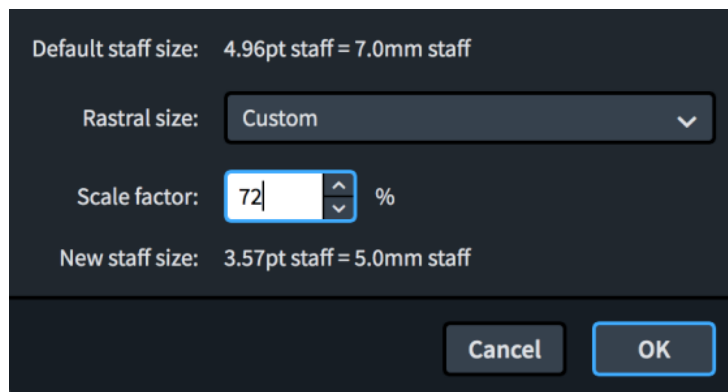 Default staff size: 4.96pt staff = 7.0mm staff
Rastral size: Custom
Scale factor: 72 %
New staff size: 3.57pt staff = 5.0mm staff
Cancel OK